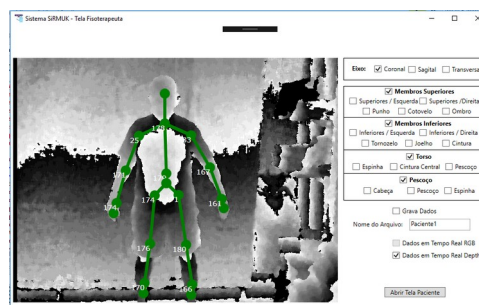 Sistema SiRMUK - Tela Fisoterapeuta
Eixo: Coronal Sagital Transversa
Membros Superiores
Superiores / Esquerda Superiores /Direita
Punho Cotovelo Ombro
Membros Inferiores
Inferiores / Esquerda Inferiores / Direita
Tornozelo Joelho Cintura
Torso
Espinha Cintura Central Pescoço
Pescoço
Cabeça Pescoço Espinha
Grava Dados
Nome do Arquivo: Paciente1
Dados em Tempo Real RGB
Dados em Tempo Real Depth
Abrir Tela Paciente
25
174
161
174
176
180
170
166